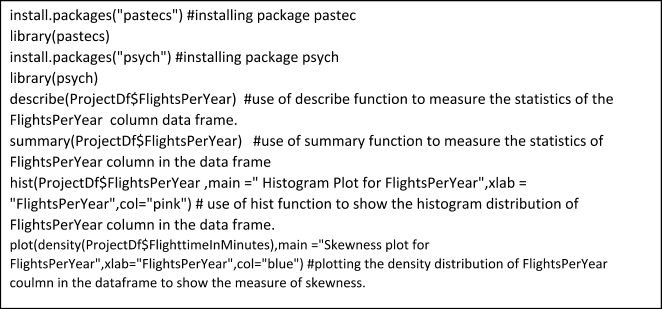 install.packages("pastecs") #installing package pastec
library(pastecs)
install.packages("psych") #installing package psych
library(psych)
describe(ProjectDf$FlightsPerYear)  #use of describe function to measure the statistics of the
FlightsPerYear  column data frame.
summary(ProjectDf$FlightsPerYear)   #use of summary function to measure the statistics of
FlightsPerYear column in the data frame
hist(ProjectDf$FlightsPerYear ,main =" Histogram Plot for FlightsPerYear",xlab =
"FlightsPerYear",col="pink") # use of hist function to show the histogram distribution of
FlightsPerYear column in the data frame.
plot(density(ProjectDf$FlighttimeInMinutes),main ="Skewness plot for
FlightsPerYear",xlab="FlightsPerYear",col="blue") #plotting the density distribution of FlightsPerYear
coulmn in the dataframe to show the measure of skewness.